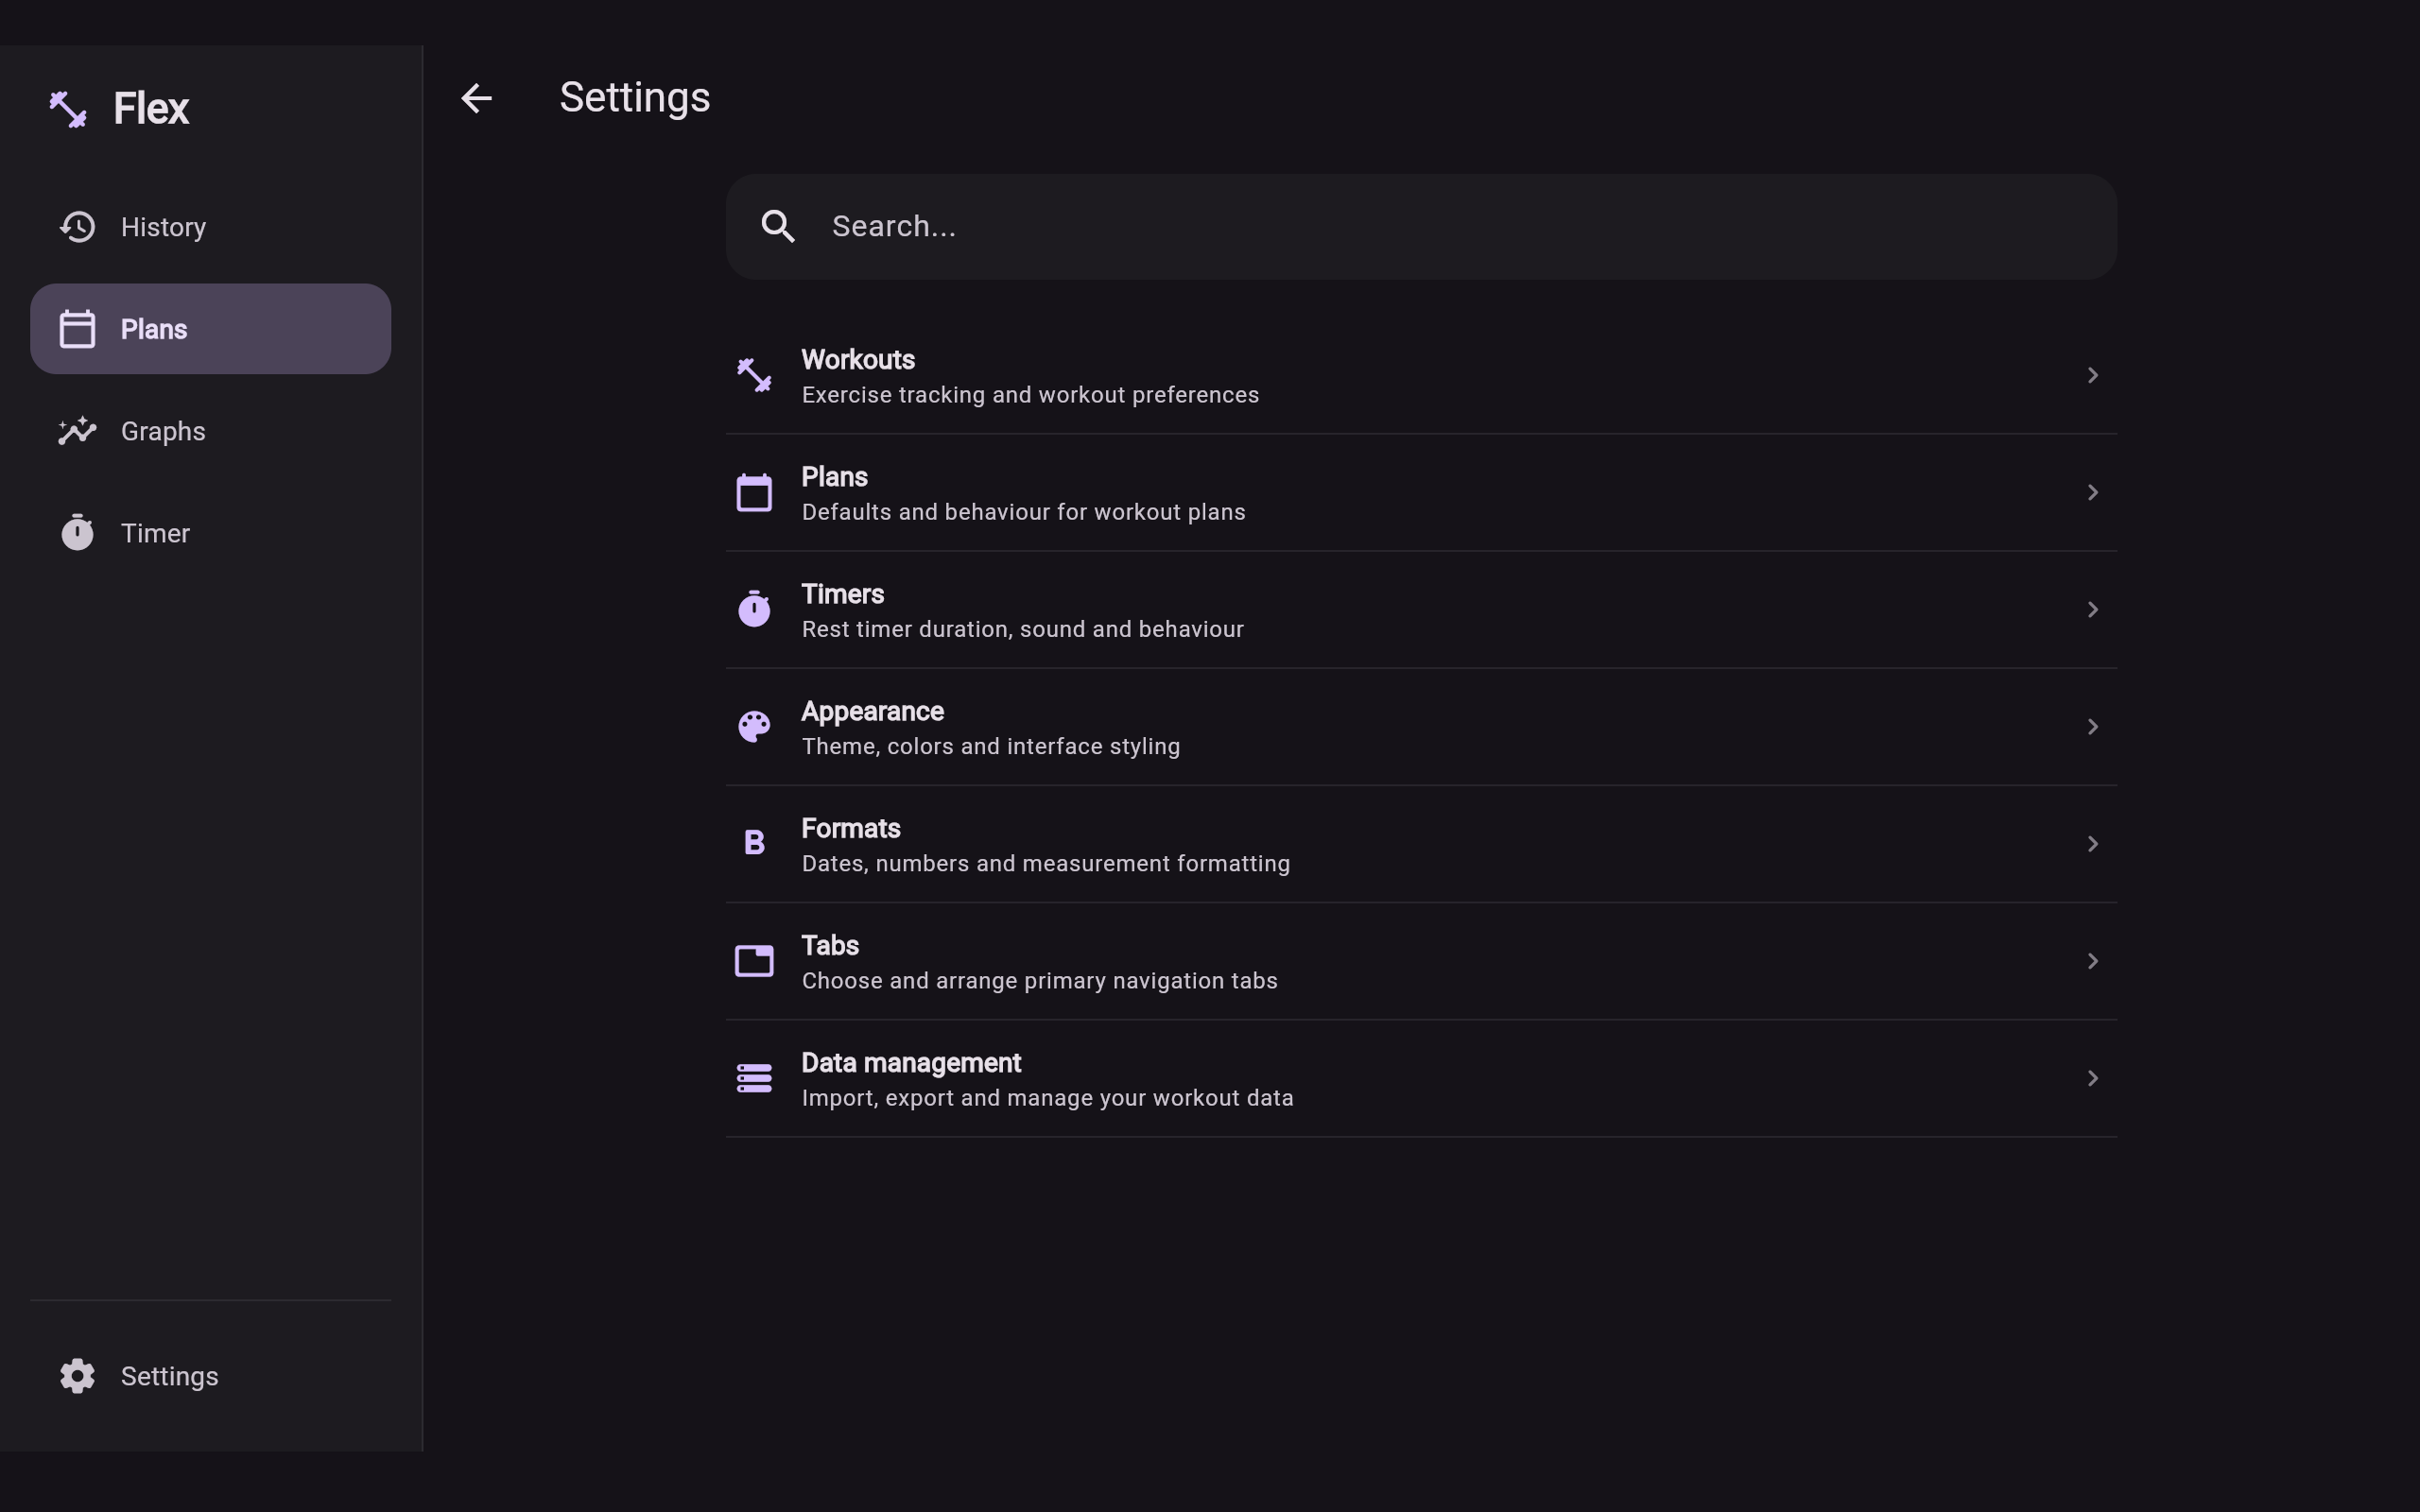 Flex
History
Plans
Graphs
Timer
Settings
Settings
Search...
Workouts
Exercise tracking and workout preferences
Plans
Defaults and behaviour for workout plans
Timers
Rest timer duration, sound and behaviour
Appearance
Theme, colors and interface styling
Formats
Dates, numbers and measurement formatting
Tabs
Choose and arrange primary navigation tabs
Data management
Import, export and manage your workout data